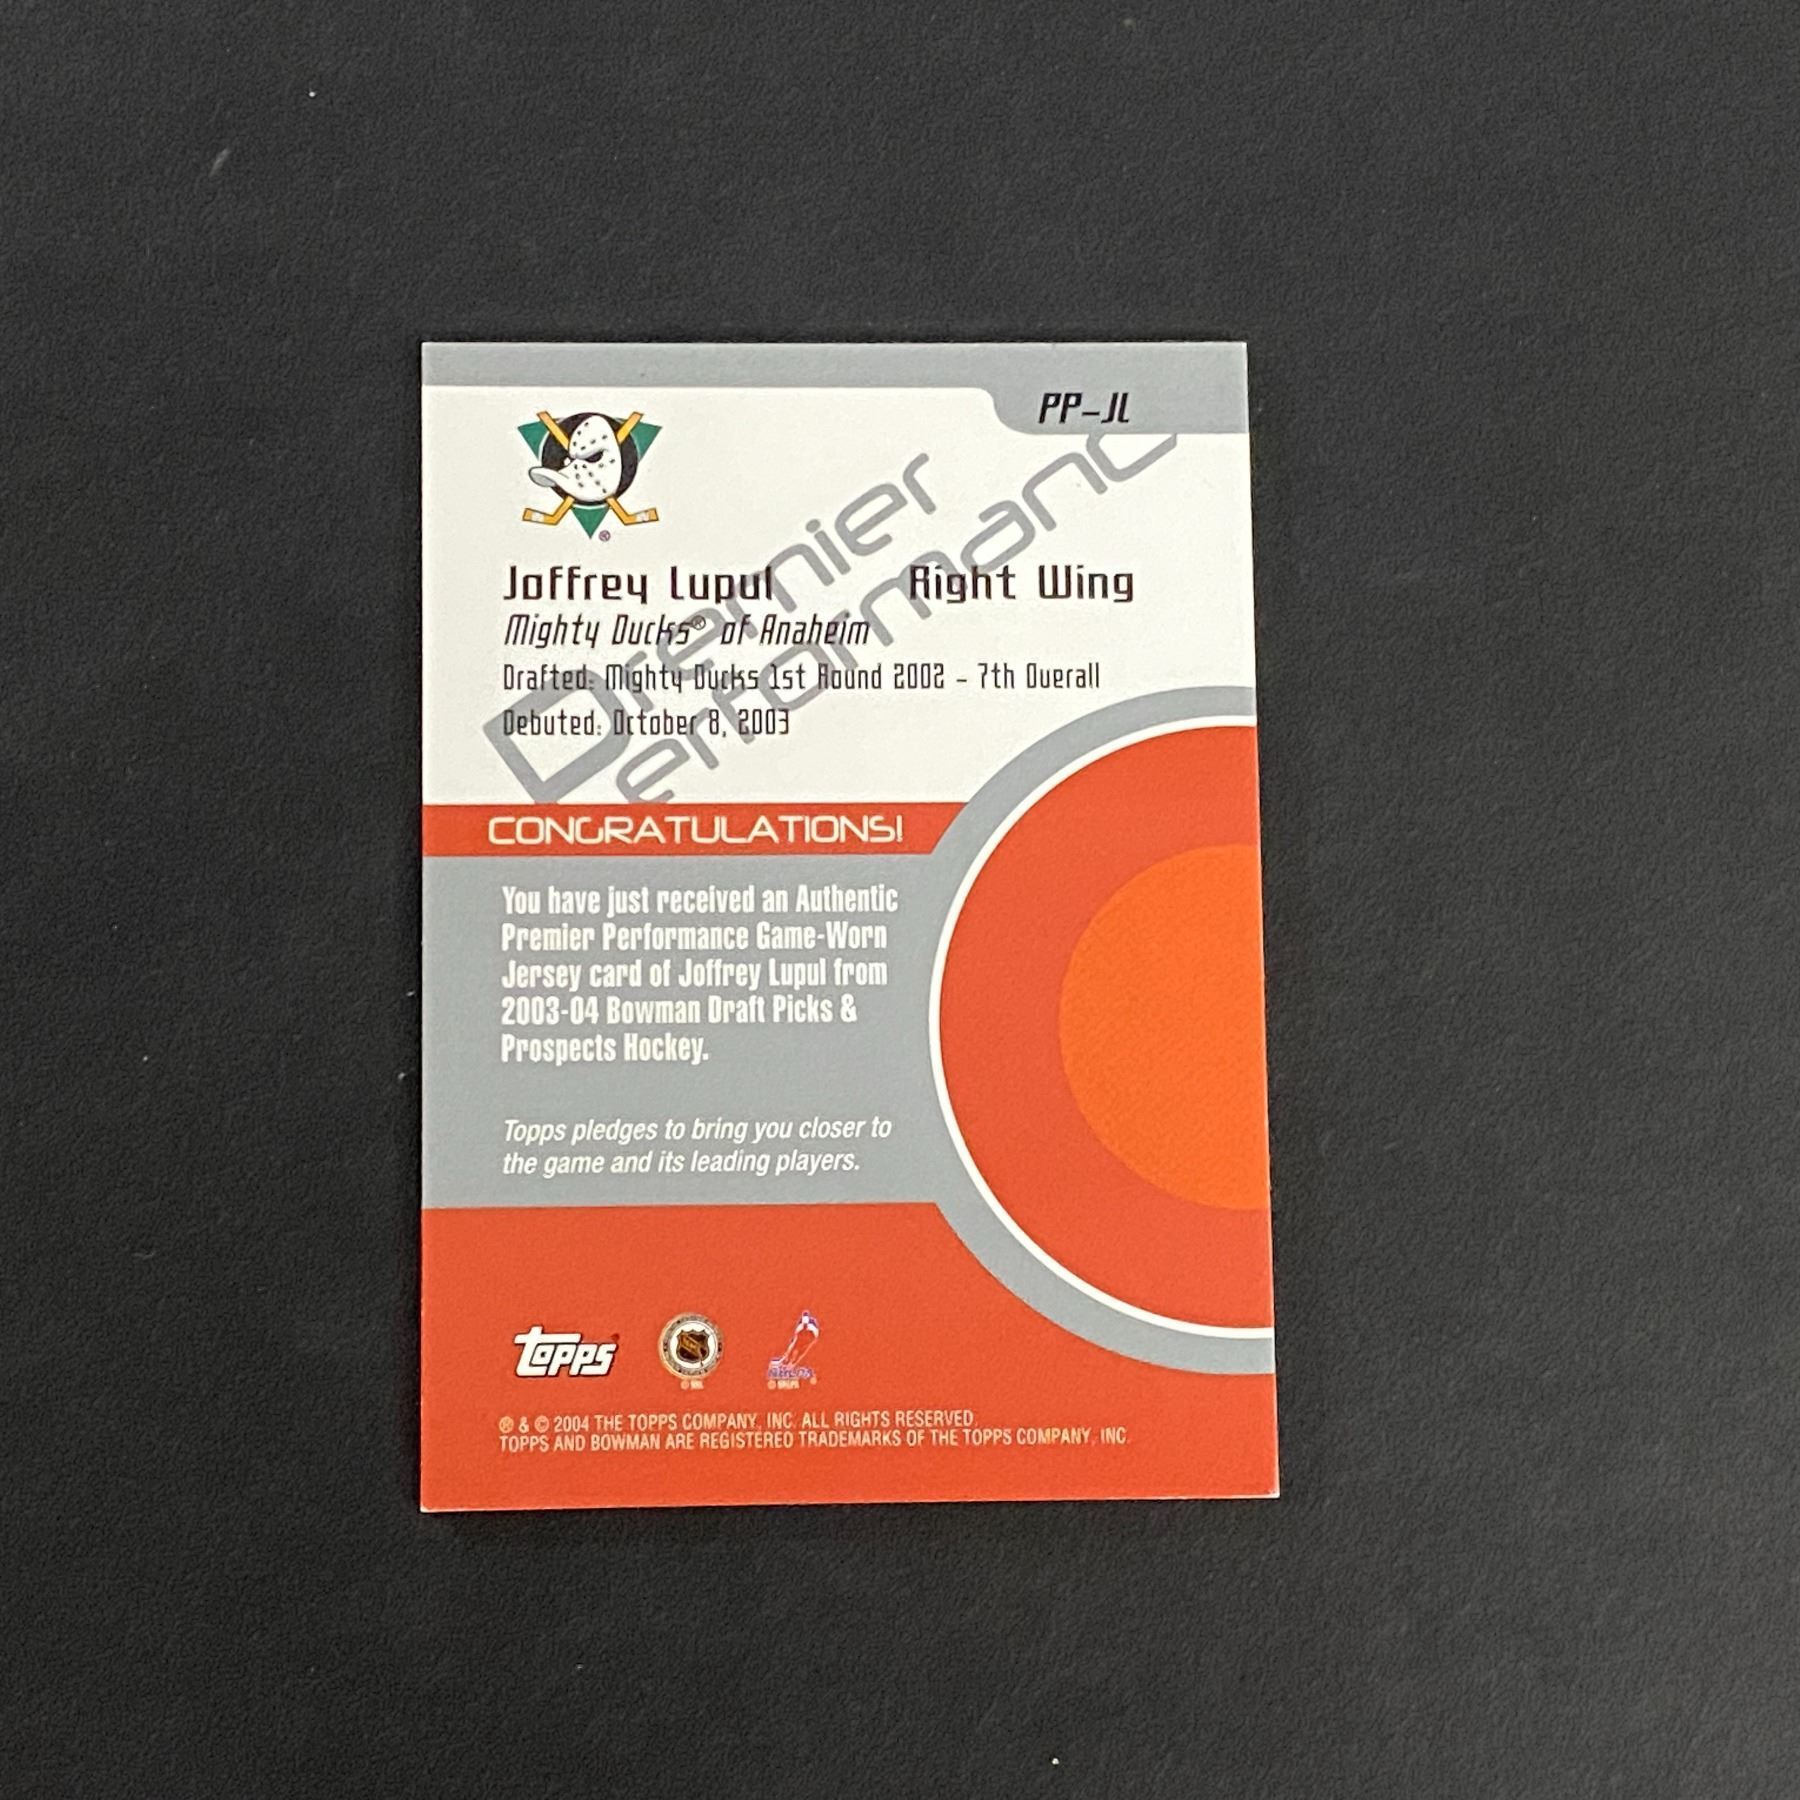 PP-JL
Premier
Performance
Joffrey Lupul Right Wing
Mighty Ducks® of Anaheim
Drafted: Mighty Ducks 1st Round 2002 - 7th Overall
Debuted: October 8, 2003
CONGRATULATIONS!
You have just received an Authentic
Premier Performance Game-Worn
Jersey card of Joffrey Lupul from
2003-04 Bowman Draft Picks &
Prospects Hockey.
Topps pledges to bring you closer to
the game and its leading players.
Topps®
NHLPA
® & © 2004 THE TOPPS COMPANY, INC. ALL RIGHTS RESERVED.
TOPPS AND BOWMAN ARE REGISTERED TRADEMARKS OF THE TOPPS COMPANY, INC.